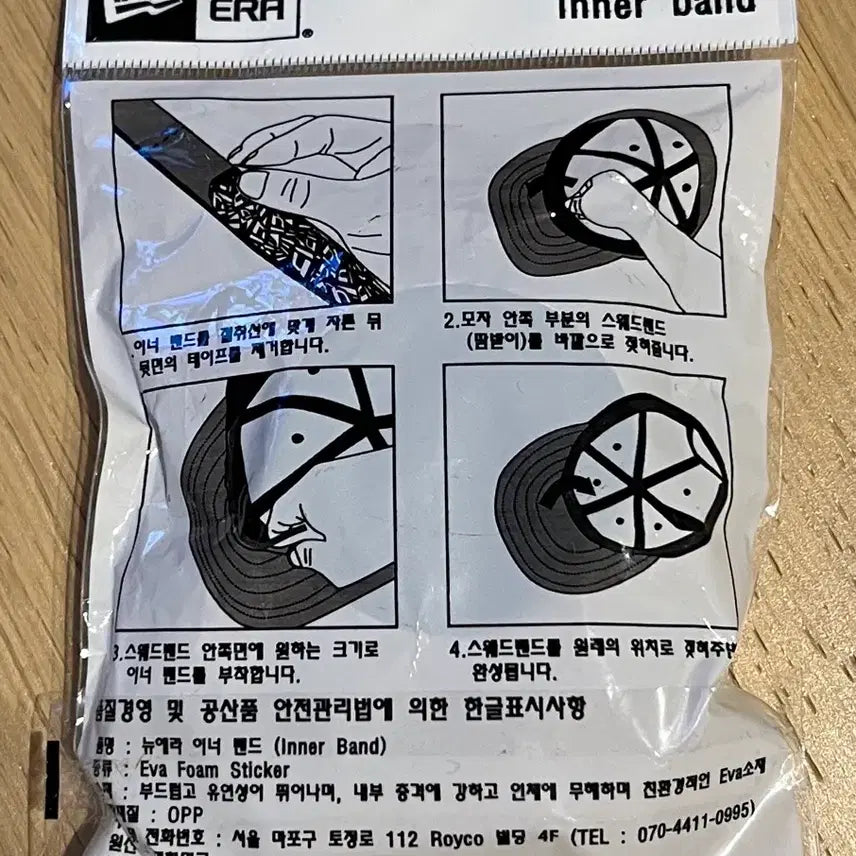 ERA
Inner band
이너 밴드를 절취선에 맞게 자른 뒤
뒷면의 테이프를 제거합니다.
2.모자 안쪽 부분의 스웨드밴드
(땀받이)를 바깥으로 젖혀줍니다.
3.스웨드밴드 안쪽면에 원하는 크기로
이너 밴드를 부착합니다.
4.스웨드밴드를 원래의 위치로 젖혀주면
완성됩니다.
품질경영 및 공산품 안전관리법에 의한 한글표시사항
품명 : 뉴에라 이너 밴드 (Inner Band)
종류 : Eva Foam Sticker
: 부드럽고 유연성이 뛰어나며, 내부 충격에 강하고 인체에 무해하며 친환경적인 Eva소재
재질 : OPP
전화번호 : 서울 마포구 토정로 112 Royco 빌딩 4F (TEL : 070-4411-0995)
원산